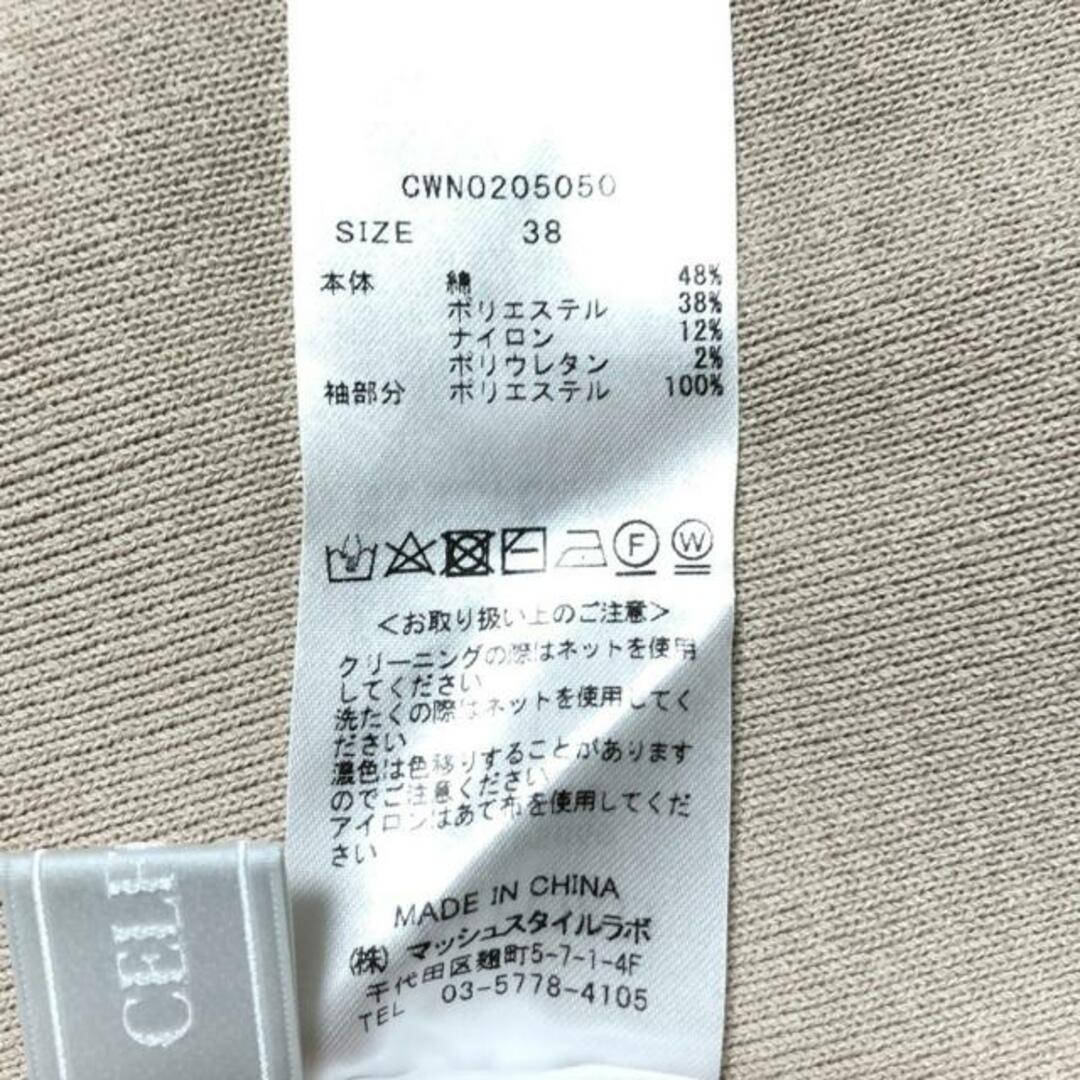 CWN0205050
SIZE 38
本体 綿 48%
ポリエステル 38%
ナイロン 12%
ポリウレタン 2%
袖部分 ポリエステル 100%
F W
＜お取り扱い上のご注意＞
クリーニングの際はネットを使用
してください
洗たくの際はネットを使用してく
ださい
濃色は色移りすることがあります
のでご注意ください
アイロンはあて布を使用してくだ
さい
MADE IN CHINA
(株) マッシュスタイルラボ
千代田区麹町5-7-1-4F
TEL 03-5778-4105